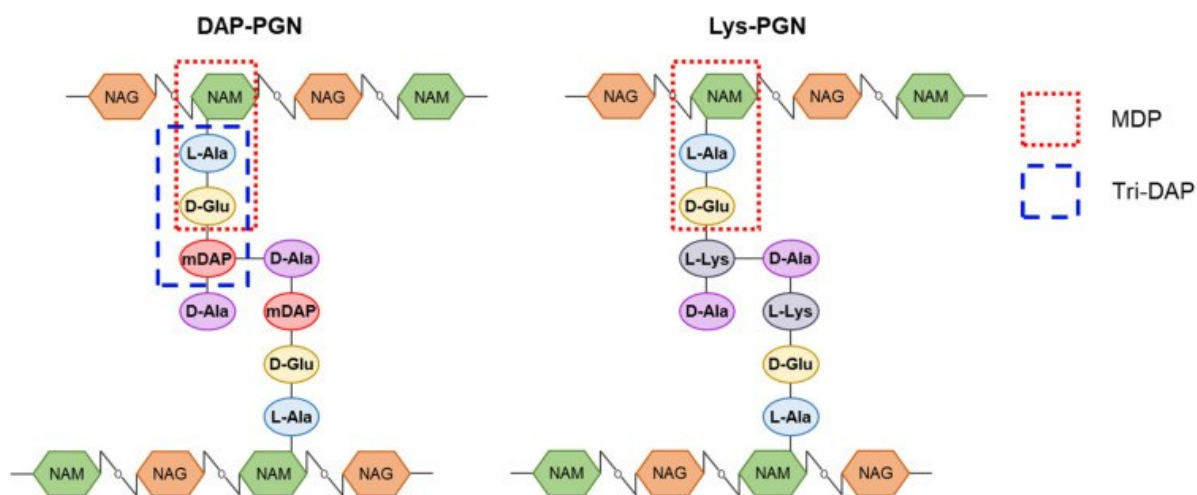 DAP-PGN
NAG NAM NAG NAM
L-Ala
D-Glu
mDAP D-Ala
D-Ala mDAP
D-Glu
L-Ala
NAM NAG NAM NAG
Lys-PGN
NAG NAM NAG NAM
L-Ala
D-Glu
L-Lys D-Ala
D-Ala L-Lys
D-Glu
L-Ala
NAM NAG NAM NAG
MDP
Tri-DAP